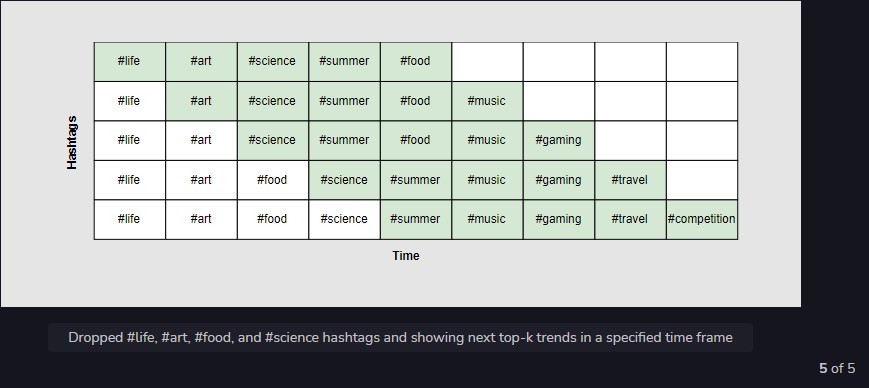 #life #art #science #summer #food
#life #art #science #summer #food #music
#life #art #science #summer #food #music #gaming
#life #art #food #science #summer #music #gaming #travel
#life #art #food #science #summer #music #gaming #travel #competition
Hashtags
Time
Dropped #life, #art, #food, and #science hashtags and showing next top-k trends in a specified time frame
5 of 5